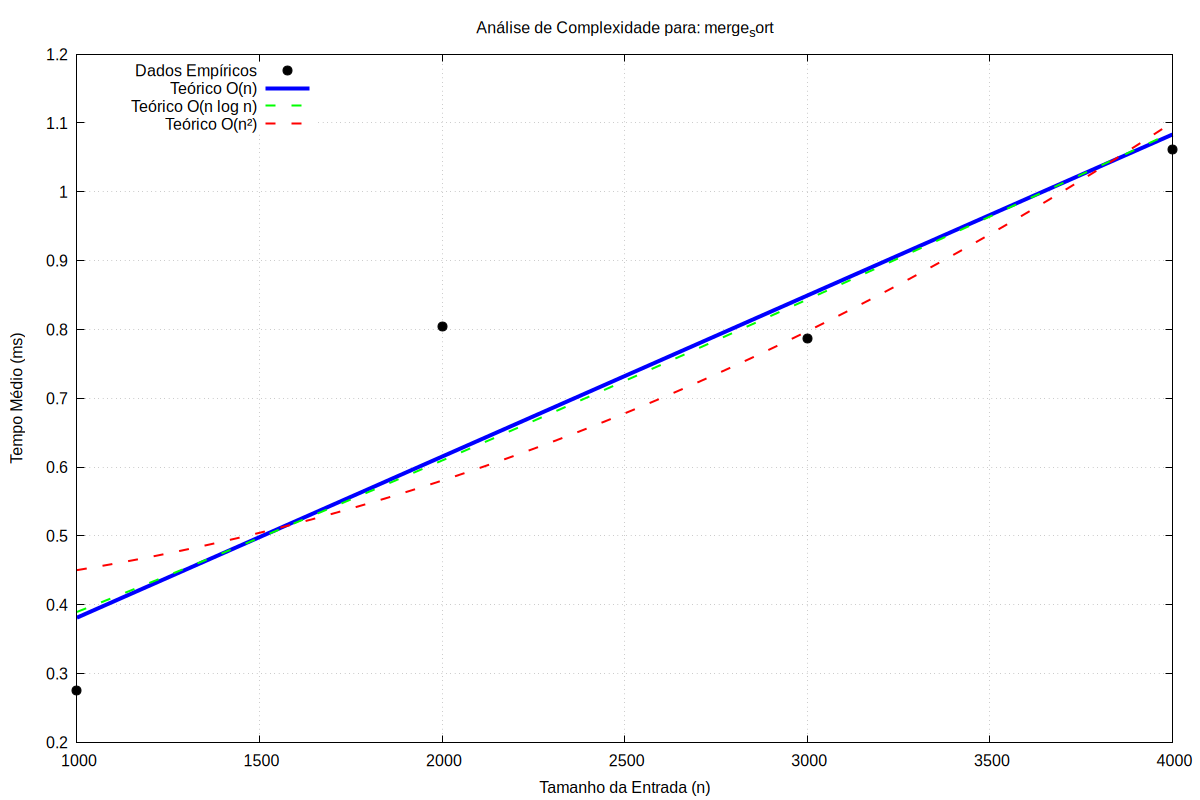 Análise de Complexidade para: mergesort
Dados Empíricos
Teórico O(n)
Teórico O(n log n)
Teórico O(n²)
1.2
1.1
1
0.9
0.8
0.7
0.6
0.5
0.4
0.3
0.2
Tempo Médio (ms)
1000 1500 2000 2500 3000 3500 4000
Tamanho da Entrada (n)